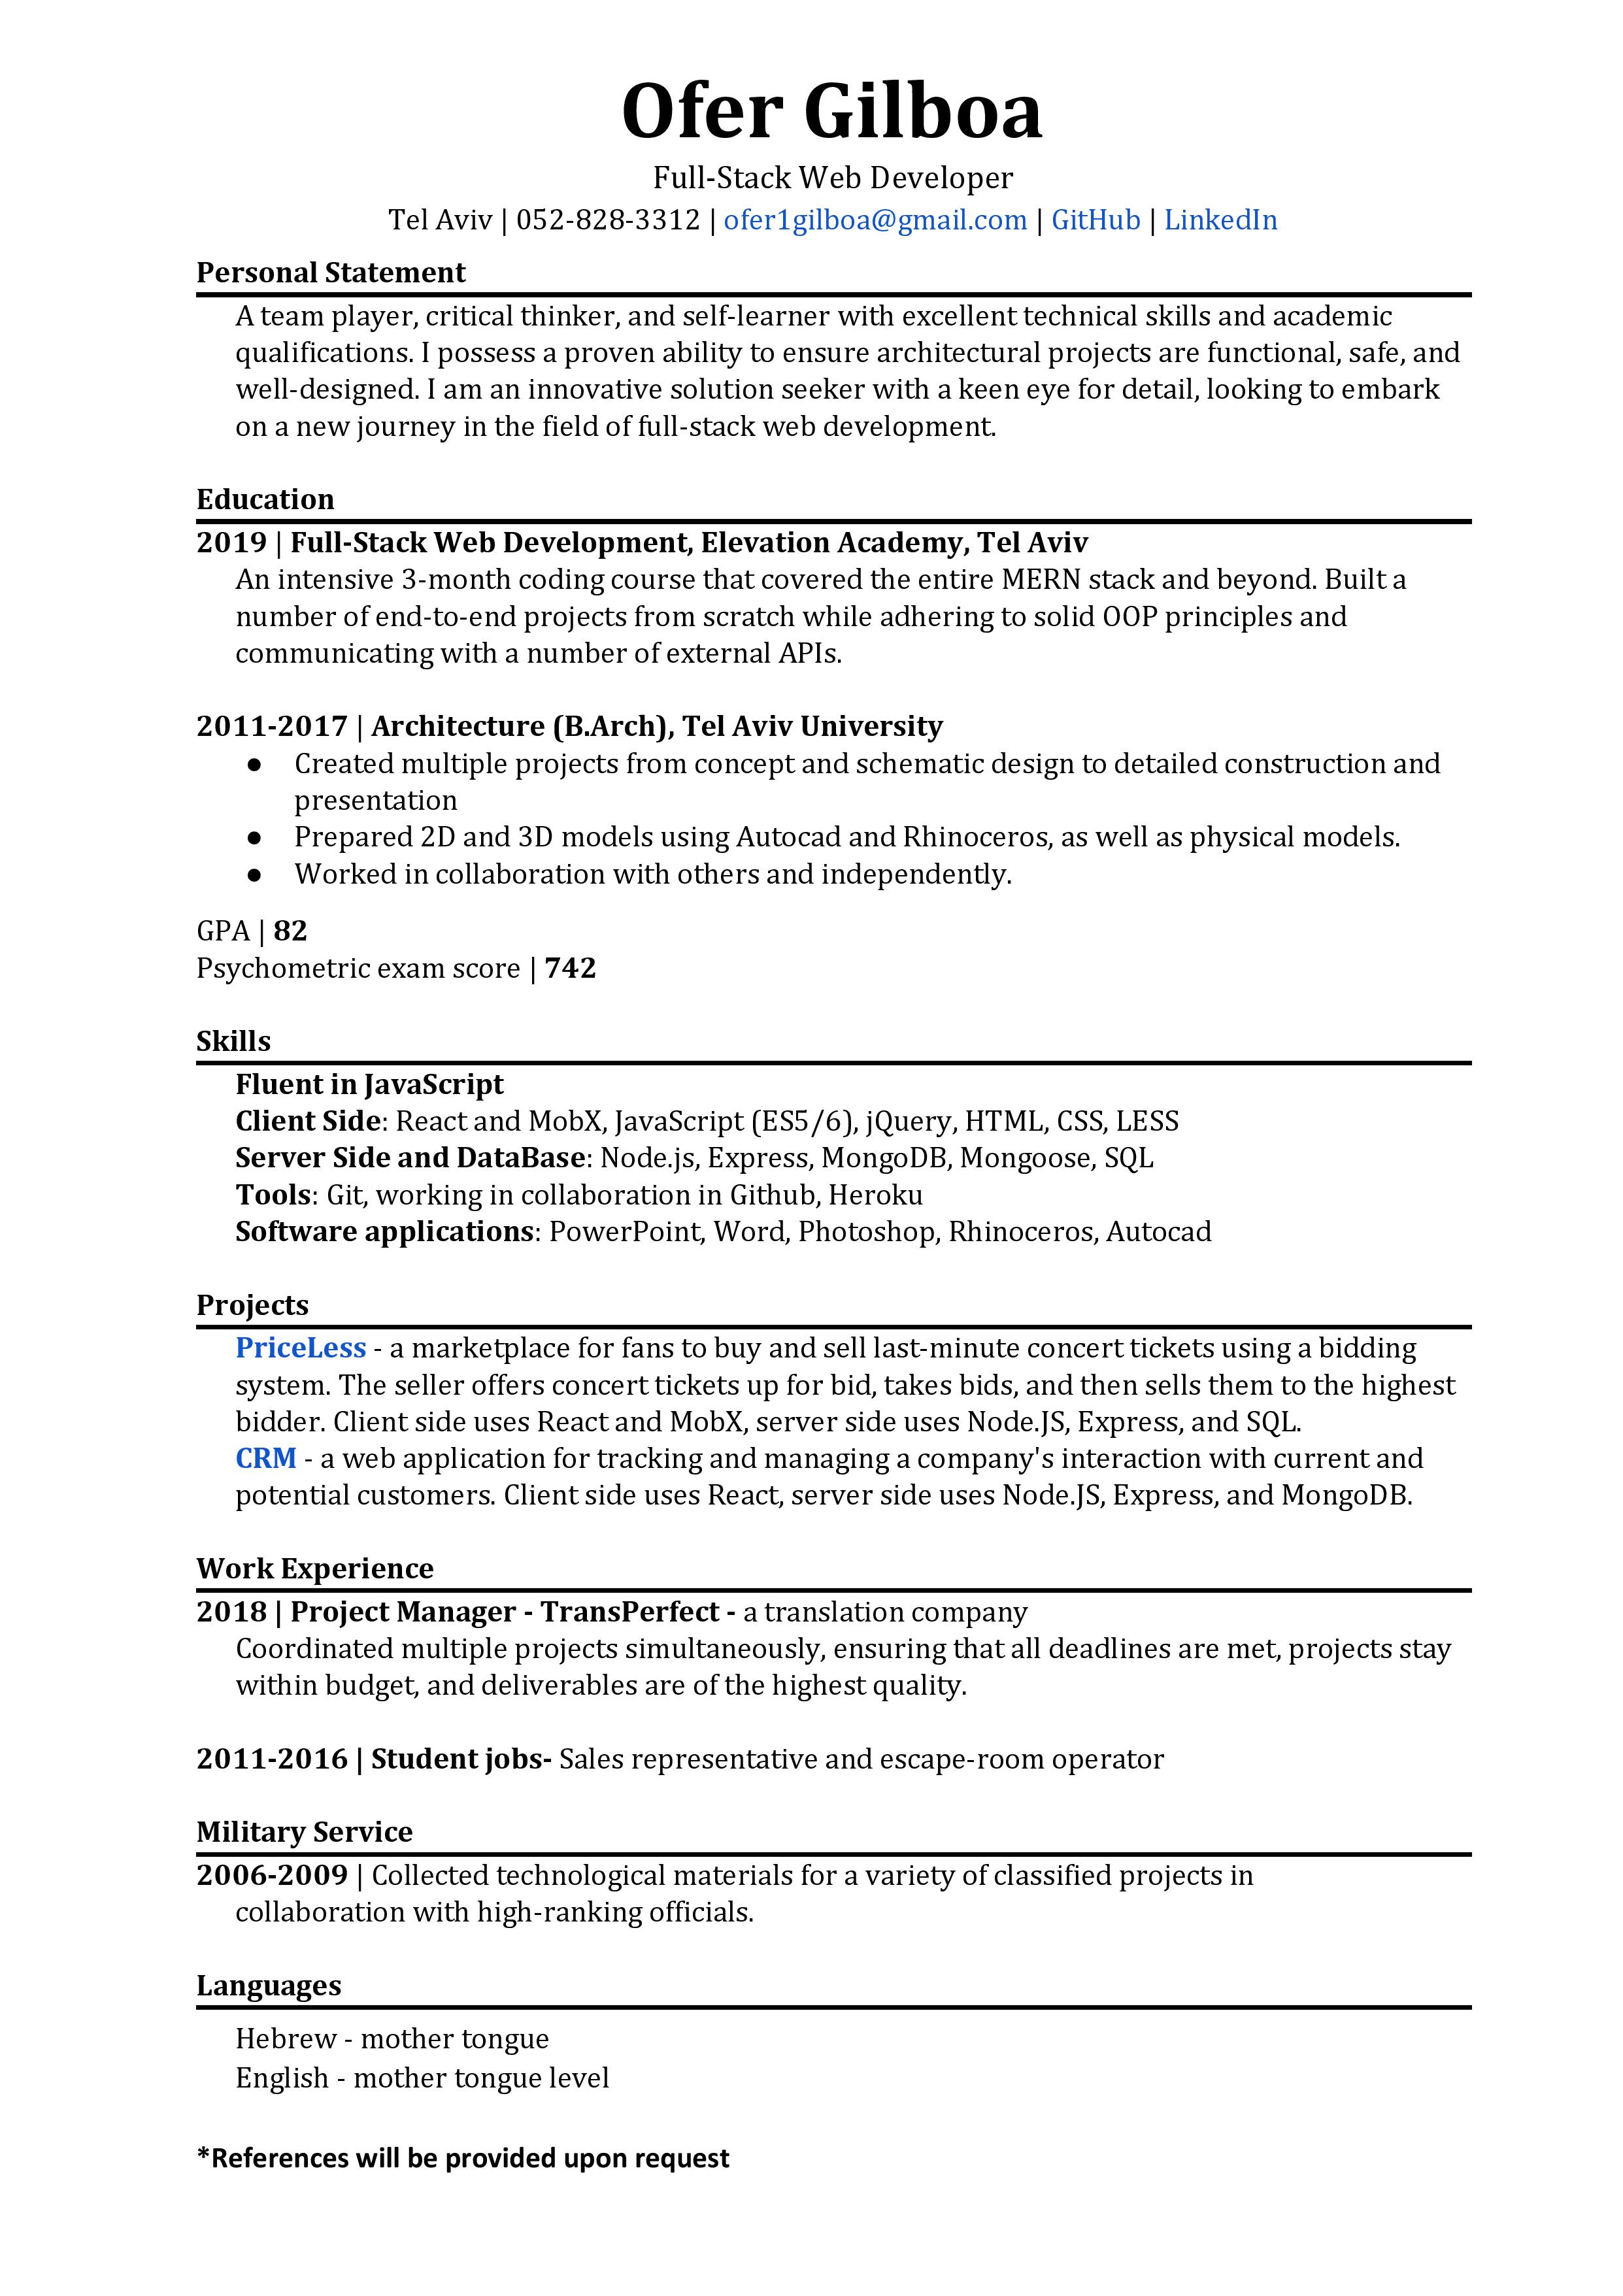 Ofer Gilboa
Full-Stack Web Developer
Tel Aviv | 052-828-3312 | ofer1gilboa@gmail.com | GitHub | LinkedIn
Personal Statement
A team player, critical thinker, and self-learner with excellent technical skills and academic
qualifications. I possess a proven ability to ensure architectural projects are functional, safe, and
well-designed. I am an innovative solution seeker with a keen eye for detail, looking to embark
on a new journey in the field of full-stack web development.
Education
2019 | Full-Stack Web Development, Elevation Academy, Tel Aviv
An intensive 3-month coding course that covered the entire MERN stack and beyond. Built a
number of end-to-end projects from scratch while adhering to solid OOP principles and
communicating with a number of external APIs.
2011-2017 | Architecture (B.Arch), Tel Aviv University
● Created multiple projects from concept and schematic design to detailed construction and
presentation
● Prepared 2D and 3D models using Autocad and Rhinoceros, as well as physical models.
● Worked in collaboration with others and independently.
GPA | 82
Psychometric exam score | 742
Skills
Fluent in JavaScript
Client Side: React and MobX, JavaScript (ES5/6), jQuery, HTML, CSS, LESS
Server Side and DataBase: Node.js, Express, MongoDB, Mongoose, SQL
Tools: Git, working in collaboration in Github, Heroku
Software applications: PowerPoint, Word, Photoshop, Rhinoceros, Autocad
Projects
PriceLess - a marketplace for fans to buy and sell last-minute concert tickets using a bidding
system. The seller offers concert tickets up for bid, takes bids, and then sells them to the highest
bidder. Client side uses React and MobX, server side uses Node.JS, Express, and SQL.
CRM - a web application for tracking and managing a company's interaction with current and
potential customers. Client side uses React, server side uses Node.JS, Express, and MongoDB.
Work Experience
2018 | Project Manager - TransPerfect - a translation company
Coordinated multiple projects simultaneously, ensuring that all deadlines are met, projects stay
within budget, and deliverables are of the highest quality.
2011-2016 | Student jobs- Sales representative and escape-room operator
Military Service
2006-2009 | Collected technological materials for a variety of classified projects in
collaboration with high-ranking officials.
Languages
Hebrew - mother tongue
English - mother tongue level
*References will be provided upon request